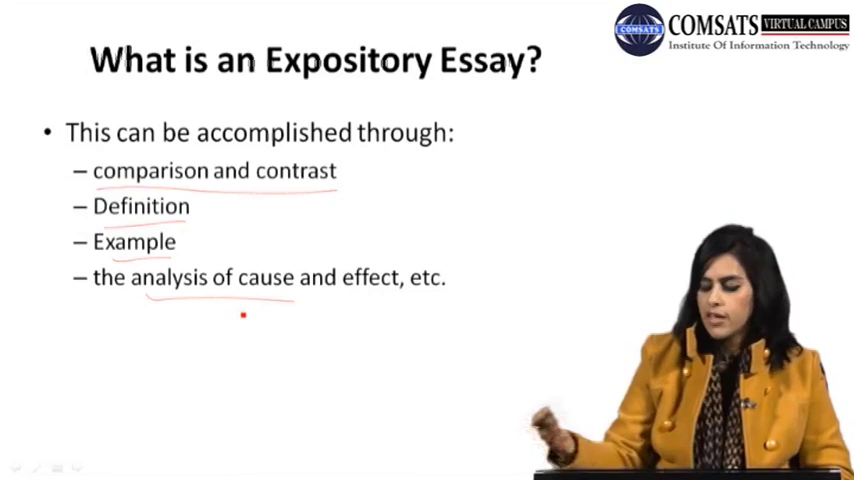 COMSATS VIRTUAL CAMPUS
Institute Of Information Technology
COMSATS
What is an Expository Essay?
• This can be accomplished through:
– comparison and contrast
– Definition
– Example
– the analysis of cause and effect, etc.